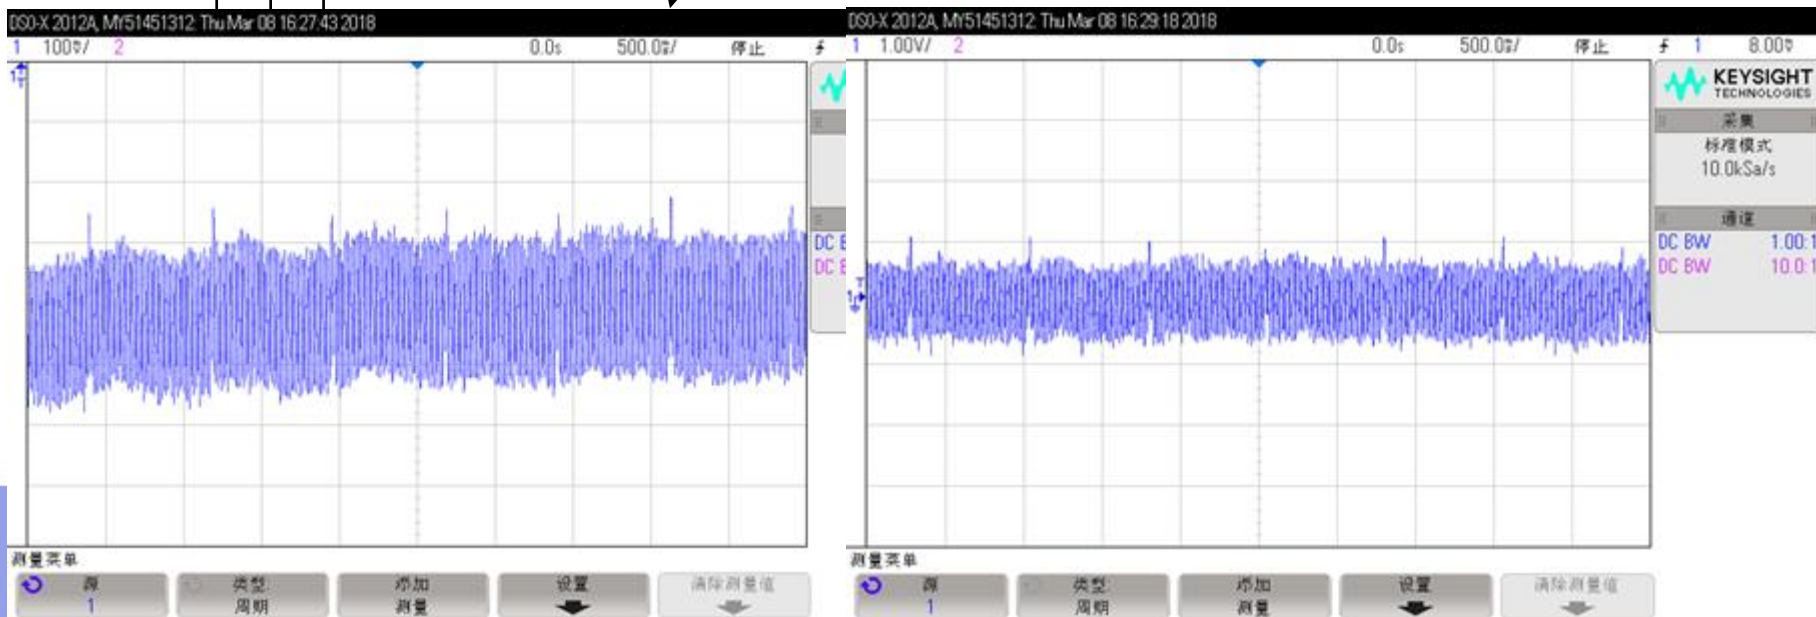 DSO-X 2012A, MY51451312: Thu Mar 08 16:27:43 2018
1 100▽/ 2 0.0s 500.0▽/ 停止
DC B
DC B
测量菜单
源
1
类型:
周期
添加
测量
设置
清除测量值
DSO-X 2012A, MY51451312: Thu Mar 08 16:29:18 2018
1 1.00V/ 2 0.0s 500.0▽/ 停止 1 8.00▽
KEYSIGHT
TECHNOLOGIES
采集
标准模式
10.0kSa/s
通道
DC BW 1.00:1
DC BW 10.0:1
测量菜单
源
1
类型:
周期
添加
测量
设置
清除测量值